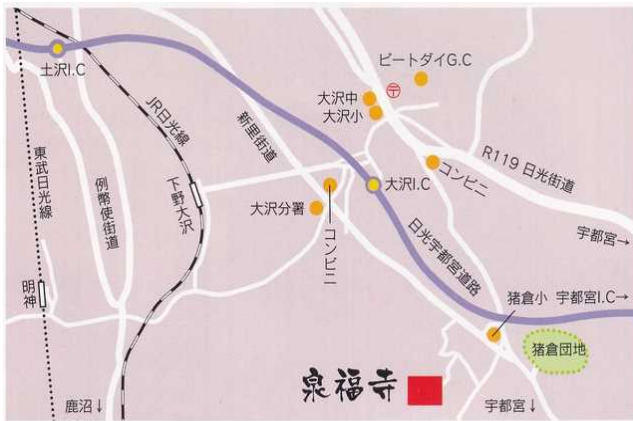 ビートダイG.C
土沢I.C
大沢中
〒
大沢小
JR日光線
新里街道
R119 日光街道
コンビニ
東武日光線
例幣使街道
下野大沢
大沢I.C
大沢分署
コンビニ
日光宇都宮道路
宇都宮→
明神
猪倉小
宇都宮I.C→
猪倉団地
泉福寺
鹿沼↓
宇都宮↓